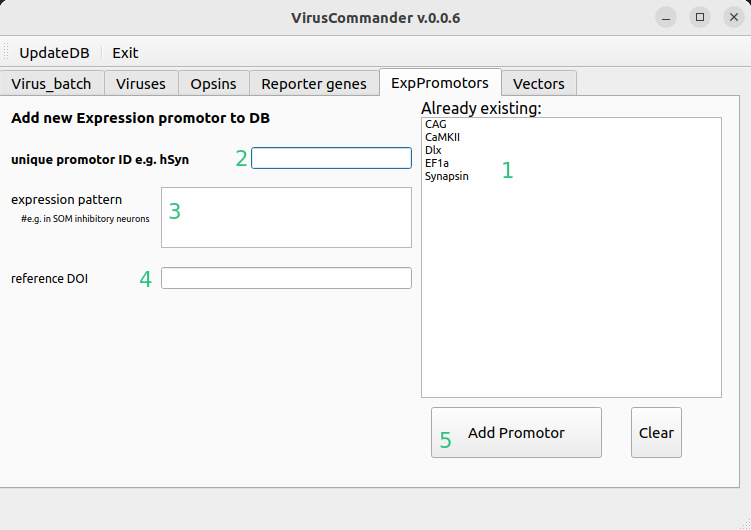 VirusCommander v.0.0.6
UpdateDB Exit
Virus_batch Viruses Opsins Reporter genes ExpPromotors Vectors
Add new Expression promotor to DB
unique promotor ID e.g. hSyn 2
expression pattern
#e.g. in SOM inhibitory neurons
3
reference DOI 4
Already existing:
CAG
CaMKII
Dlx
EF1a
Synapsin
1
5 Add Promotor Clear